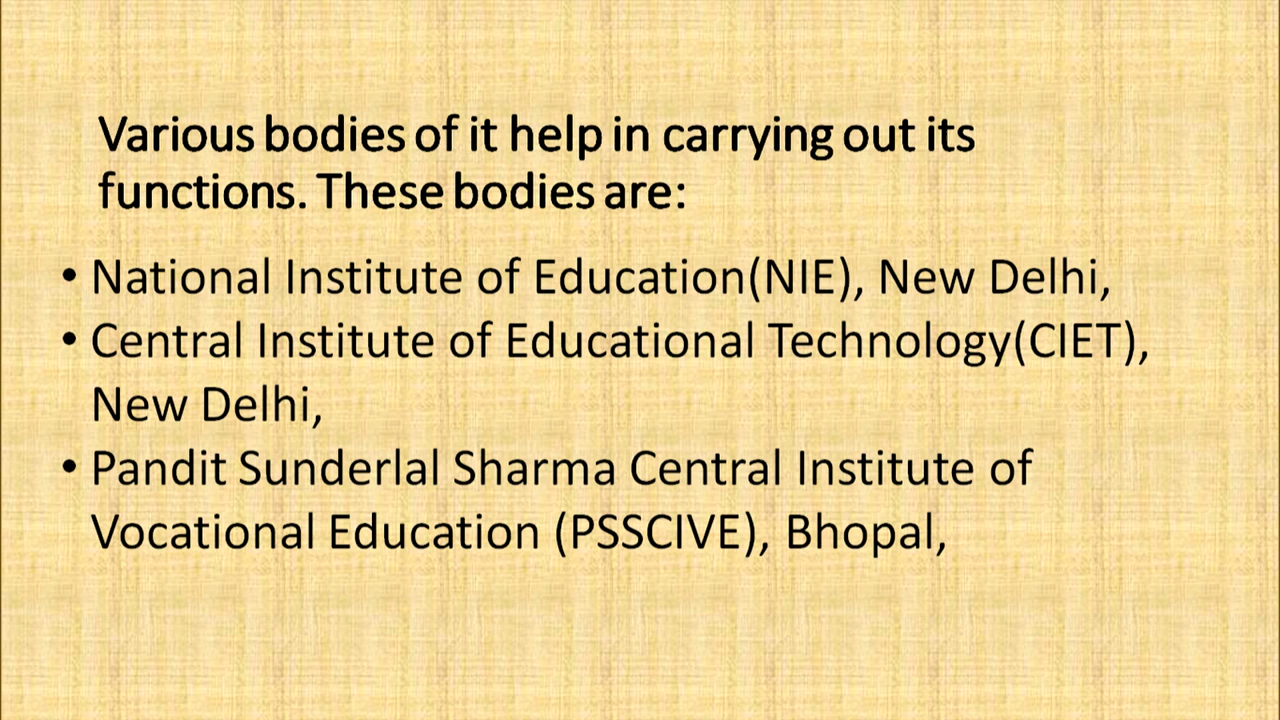 Various bodies of it help in carrying out its
functions. These bodies are:
• National Institute of Education(NIE), New Delhi,
• Central Institute of Educational Technology(CIET),
New Delhi,
• Pandit Sunderlal Sharma Central Institute of
Vocational Education (PSSCIVE), Bhopal,